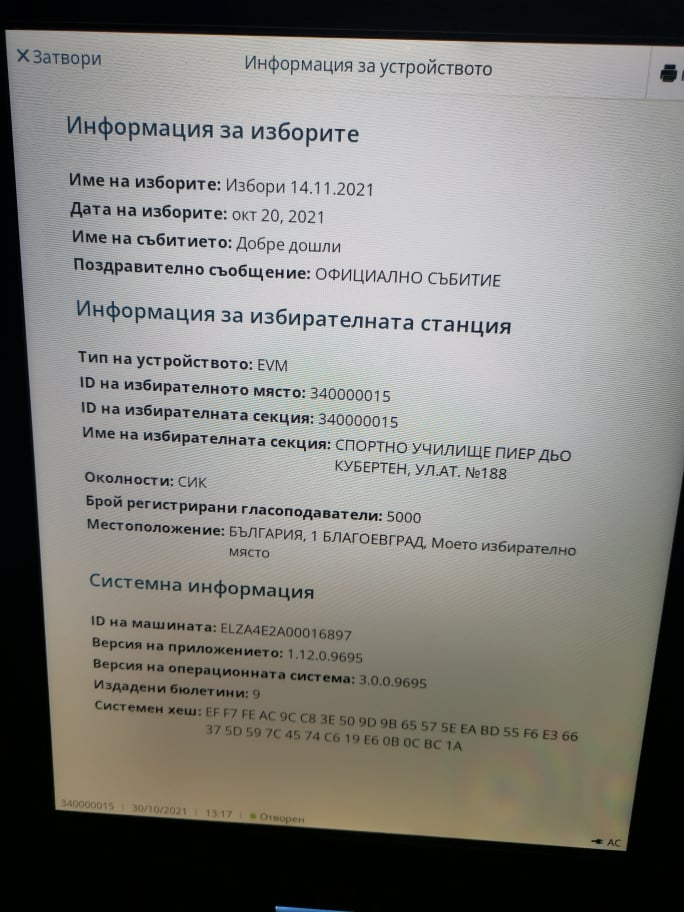 × Затвори
Информация за устройството
Информация за изборите
Име на изборите: Избори 14.11.2021
Дата на изборите: окт 20, 2021
Име на събитието: Добре дошли
Поздравително съобщение: ОФИЦИАЛНО СЪБИТИЕ
Информация за избирателната станция
Тип на устройството: EVM
ID на избирателното място: 340000015
ID на избирателната секция: 340000015
Име на избирателната секция: СПОРТНО УЧИЛИЩЕ ПИЕР ДЬО
КУБЕРТЕН, УЛ.АТ. №188
Околности: СИК
Брой регистрирани гласоподаватели: 5000
Местоположение: БЪЛГАРИЯ, 1 БЛАГОЕВГРАД, Моето избирателно
място
Системна информация
ID на машината: ELZA4E2A00016897
Версия на приложението: 1.12.0.9695
Версия на операционната система: 3.0.0.9695
Издадени бюлетини: 9
Системен хеш: EF F7 FE AC 9C C8 3E 50 9D 9B 65 57 5E EA BD 55 F6 E3 66
37 5D 59 7C 45 74 C6 19 E6 0B 0C BC 1A
340000015 | 30/10/2021 | 13:17 | Отворен
AC